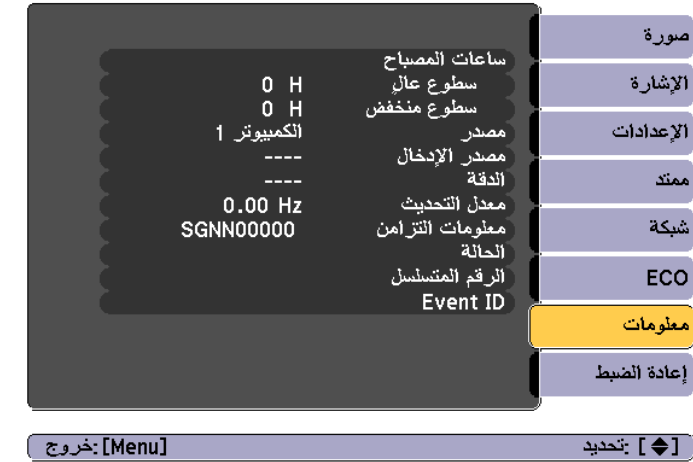 صورة
الإشارة
الإعدادات
ممتد
شبكة
ECO
معلومات
إعادة الضبط
ساعات المصباح
سطوع عالٍ 0 H
سطوع منخفض 0 H
مصدر الكمبيوتر 1
مصدر الإدخال ----
الدقة ----
معدل التحديث 0.00 Hz
معلومات التزامن SGNN00000
الحالة
الرقم المتسلسل
Event ID
[◆] :تحديد [Menu] :خروج